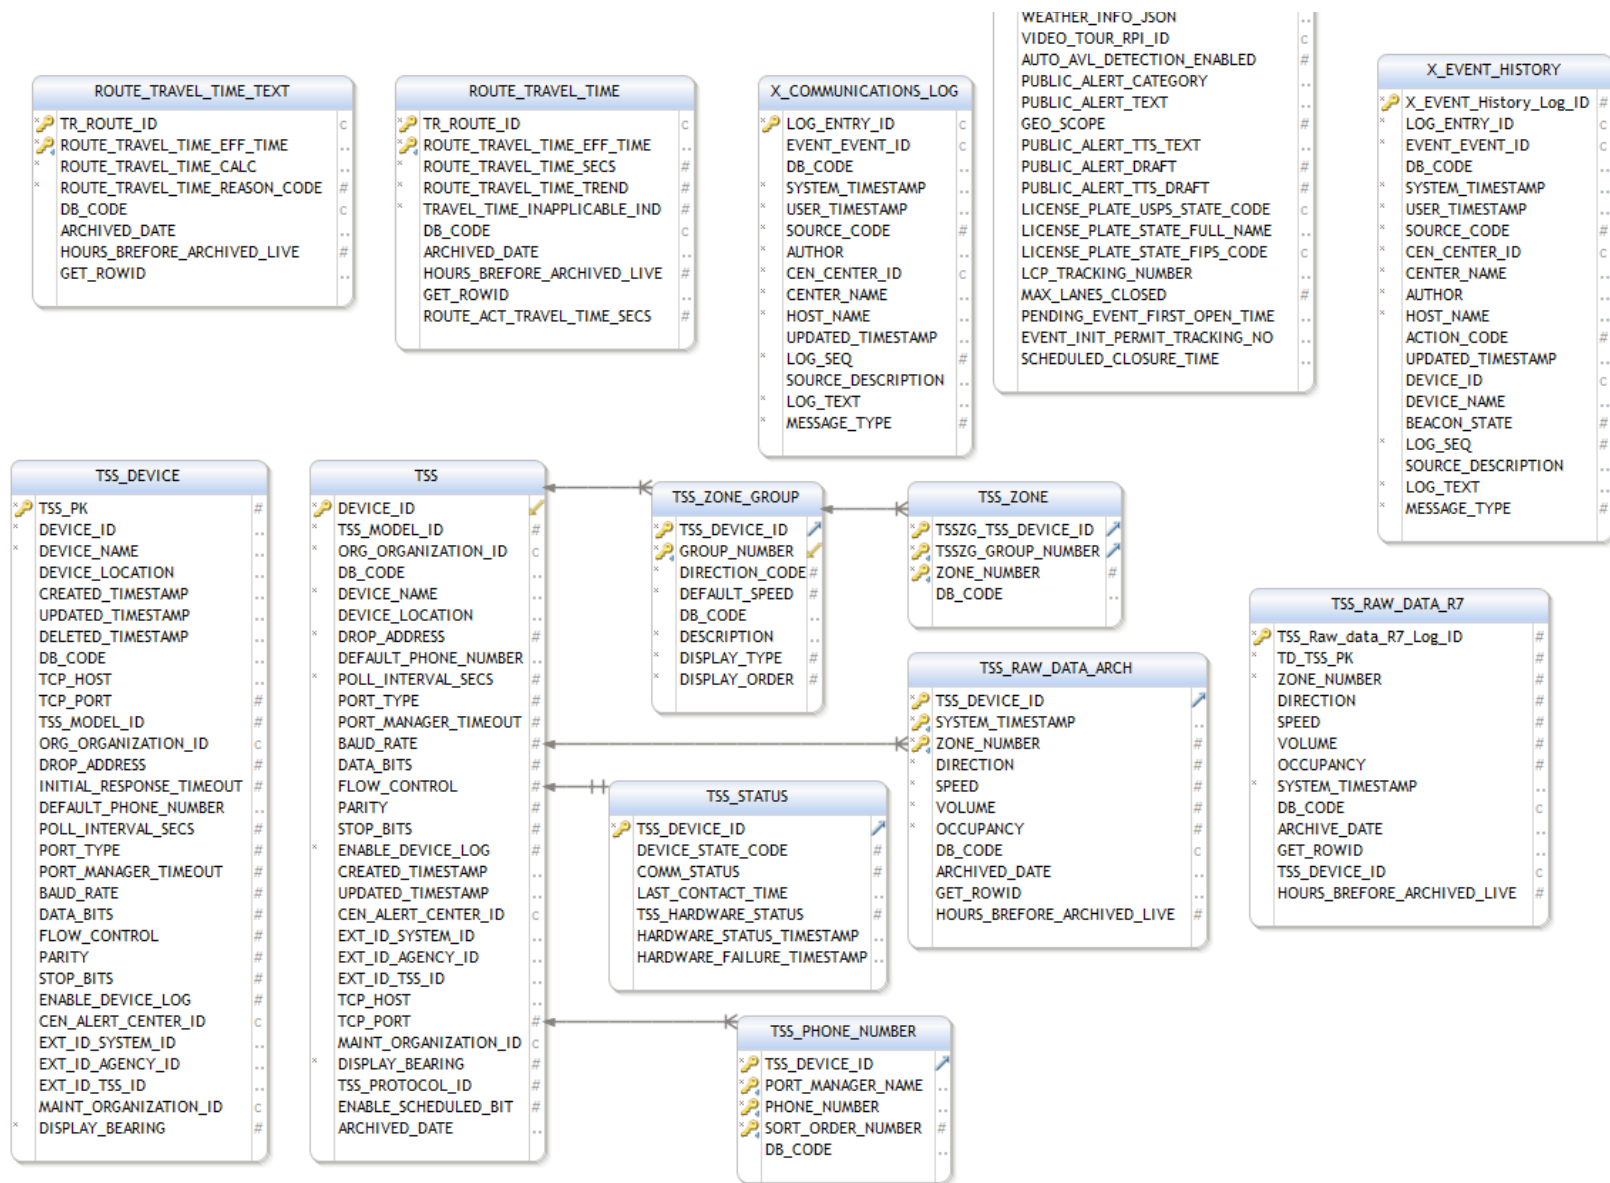 WEATHER_INFO_JSON
VIDEO_TOUR_RPI_ID
AUTO_AVL_DETECTION_ENABLED
PUBLIC_ALERT_CATEGORY
PUBLIC_ALERT_TEXT
GEO_SCOPE
PUBLIC_ALERT_TTS_TEXT
PUBLIC_ALERT_DRAFT
PUBLIC_ALERT_TTS_DRAFT
LICENSE_PLATE_USPS_STATE_CODE
LICENSE_PLATE_STATE_FULL_NAME
LICENSE_PLATE_STATE_FIPS_CODE
LCP_TRACKING_NUMBER
MAX_LANES_CLOSED
PENDING_EVENT_FIRST_OPEN_TIME
EVENT_INIT_PERMIT_TRACKING_NO
SCHEDULED_CLOSURE_TIME
ROUTE_TRAVEL_TIME_TEXT
TR_ROUTE_ID
ROUTE_TRAVEL_TIME_EFF_TIME
ROUTE_TRAVEL_TIME_CALC
ROUTE_TRAVEL_TIME_REASON_CODE
DB_CODE
ARCHIVED_DATE
HOURS_BREFORE_ARCHIVED_LIVE
GET_ROWID
ROUTE_TRAVEL_TIME
TR_ROUTE_ID
ROUTE_TRAVEL_TIME_EFF_TIME
ROUTE_TRAVEL_TIME_SECS
ROUTE_TRAVEL_TIME_TREND
TRAVEL_TIME_INAPPLICABLE_IND
DB_CODE
ARCHIVED_DATE
HOURS_BREFORE_ARCHIVED_LIVE
GET_ROWID
ROUTE_ACT_TRAVEL_TIME_SECS
X_COMMUNICATIONS_LOG
LOG_ENTRY_ID
EVENT_EVENT_ID
DB_CODE
SYSTEM_TIMESTAMP
USER_TIMESTAMP
SOURCE_CODE
AUTHOR
CEN_CENTER_ID
CENTER_NAME
HOST_NAME
UPDATED_TIMESTAMP
LOG_SEQ
SOURCE_DESCRIPTION
LOG_TEXT
MESSAGE_TYPE
X_EVENT_HISTORY
X_EVENT_History_Log_ID
LOG_ENTRY_ID
EVENT_EVENT_ID
DB_CODE
SYSTEM_TIMESTAMP
USER_TIMESTAMP
SOURCE_CODE
CEN_CENTER_ID
CENTER_NAME
AUTHOR
HOST_NAME
ACTION_CODE
UPDATED_TIMESTAMP
DEVICE_ID
DEVICE_NAME
BEACON_STATE
LOG_SEQ
SOURCE_DESCRIPTION
LOG_TEXT
MESSAGE_TYPE
TSS_DEVICE
TSS_PK
DEVICE_ID
DEVICE_NAME
DEVICE_LOCATION
CREATED_TIMESTAMP
UPDATED_TIMESTAMP
DELETED_TIMESTAMP
DB_CODE
TCP_HOST
TCP_PORT
TSS_MODEL_ID
ORG_ORGANIZATION_ID
DROP_ADDRESS
INITIAL_RESPONSE_TIMEOUT
DEFAULT_PHONE_NUMBER
POLL_INTERVAL_SECS
PORT_TYPE
PORT_MANAGER_TIMEOUT
BAUD_RATE
DATA_BITS
FLOW_CONTROL
PARITY
STOP_BITS
ENABLE_DEVICE_LOG
CEN_ALERT_CENTER_ID
EXT_ID_SYSTEM_ID
EXT_ID_AGENCY_ID
EXT_ID_TSS_ID
MAINT_ORGANIZATION_ID
DISPLAY_BEARING
TSS
DEVICE_ID
TSS_MODEL_ID
ORG_ORGANIZATION_ID
DB_CODE
DEVICE_NAME
DEVICE_LOCATION
DROP_ADDRESS
DEFAULT_PHONE_NUMBER
POLL_INTERVAL_SECS
PORT_TYPE
PORT_MANAGER_TIMEOUT
BAUD_RATE
DATA_BITS
FLOW_CONTROL
PARITY
STOP_BITS
ENABLE_DEVICE_LOG
CREATED_TIMESTAMP
UPDATED_TIMESTAMP
CEN_ALERT_CENTER_ID
EXT_ID_SYSTEM_ID
EXT_ID_AGENCY_ID
EXT_ID_TSS_ID
TCP_HOST
TCP_PORT
MAINT_ORGANIZATION_ID
DISPLAY_BEARING
TSS_PROTOCOL_ID
ENABLE_SCHEDULED_BIT
ARCHIVED_DATE
TSS_ZONE_GROUP
TSS_DEVICE_ID
GROUP_NUMBER
DIRECTION_CODE
DEFAULT_SPEED
DB_CODE
DESCRIPTION
DISPLAY_TYPE
DISPLAY_ORDER
TSS_ZONE
TSSZG_TSS_DEVICE_ID
TSSZG_GROUP_NUMBER
ZONE_NUMBER
DB_CODE
TSS_RAW_DATA_ARCH
TSS_DEVICE_ID
SYSTEM_TIMESTAMP
ZONE_NUMBER
DIRECTION
SPEED
VOLUME
OCCUPANCY
DB_CODE
ARCHIVED_DATE
GET_ROWID
HOURS_BREFORE_ARCHIVED_LIVE
TSS_RAW_DATA_R7
TSS_Raw_data_R7_Log_ID
TD_TSS_PK
ZONE_NUMBER
DIRECTION
SPEED
VOLUME
OCCUPANCY
SYSTEM_TIMESTAMP
DB_CODE
ARCHIVE_DATE
GET_ROWID
TSS_DEVICE_ID
HOURS_BREFORE_ARCHIVED_LIVE
TSS_STATUS
TSS_DEVICE_ID
DEVICE_STATE_CODE
COMM_STATUS
LAST_CONTACT_TIME
TSS_HARDWARE_STATUS
HARDWARE_STATUS_TIMESTAMP
HARDWARE_FAILURE_TIMESTAMP
TSS_PHONE_NUMBER
TSS_DEVICE_ID
PORT_MANAGER_NAME
PHONE_NUMBER
SORT_ORDER_NUMBER
DB_CODE